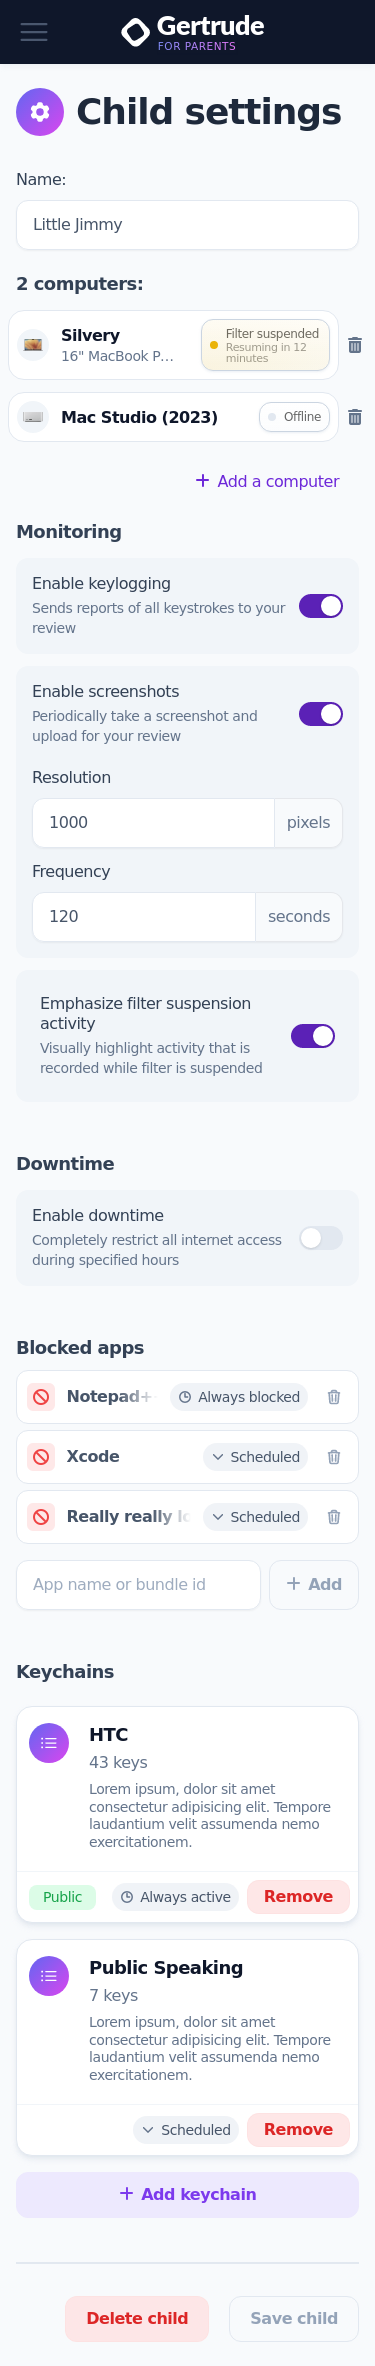 Gertrude
FOR PARENTS
Child settings
Name:
Little Jimmy
2 computers:
Silvery
16" MacBook P…
Filter suspended
Resuming in 12
minutes
Mac Studio (2023)
Offline
+ Add a computer
Monitoring
Enable keylogging
Sends reports of all keystrokes to your
review
Enable screenshots
Periodically take a screenshot and
upload for your review
Resolution
1000 pixels
Frequency
120 seconds
Emphasize filter suspension
activity
Visually highlight activity that is
recorded while filter is suspended
Downtime
Enable downtime
Completely restrict all internet access
during specified hours
Blocked apps
Notepad+ Always blocked
Xcode Scheduled
Really really lo Scheduled
App name or bundle id + Add
Keychains
HTC
43 keys
Lorem ipsum, dolor sit amet
consectetur adipisicing elit. Tempore
laudantium velit assumenda nemo
exercitationem.
Public Always active Remove
Public Speaking
7 keys
Lorem ipsum, dolor sit amet
consectetur adipisicing elit. Tempore
laudantium velit assumenda nemo
exercitationem.
Scheduled Remove
+ Add keychain
Delete child Save child